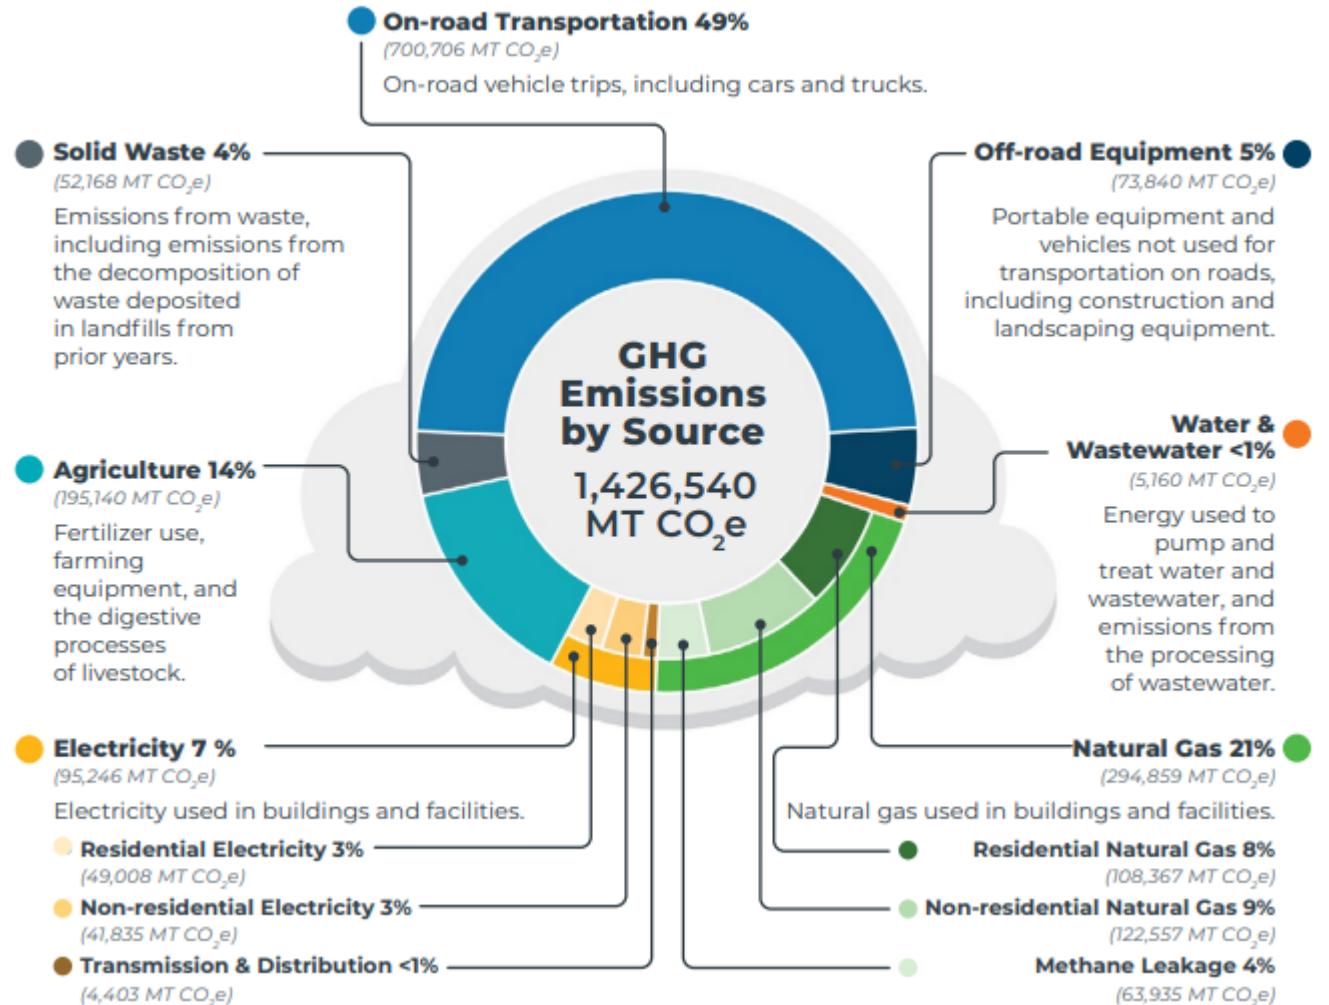 On-road Transportation 49%
(700,706 MT CO₂e)
On-road vehicle trips, including cars and trucks.
Solid Waste 4%
(52,168 MT CO₂e)
Emissions from waste,
including emissions from
the decomposition of
waste deposited
in landfills from
prior years.
Off-road Equipment 5%
(73,840 MT CO₂e)
Portable equipment and
vehicles not used for
transportation on roads,
including construction and
landscaping equipment.
GHG
Emissions
by Source
1,426,540
MT CO₂e
Agriculture 14%
(195,140 MT CO₂e)
Fertilizer use,
farming
equipment, and
the digestive
processes
of livestock.
Water &
Wastewater <1%
(5,160 MT CO₂e)
Energy used to
pump and
treat water and
wastewater, and
emissions from
the processing
of wastewater.
Electricity 7 %
(95,246 MT CO₂e)
Electricity used in buildings and facilities.
Residential Electricity 3%
(49,008 MT CO₂e)
Non-residential Electricity 3%
(41,835 MT CO₂e)
Transmission & Distribution <1%
(4,403 MT CO₂e)
Natural Gas 21%
(294,859 MT CO₂e)
Natural gas used in buildings and facilities.
Residential Natural Gas 8%
(108,367 MT CO₂e)
Non-residential Natural Gas 9%
(122,557 MT CO₂e)
Methane Leakage 4%
(63,935 MT CO₂e)